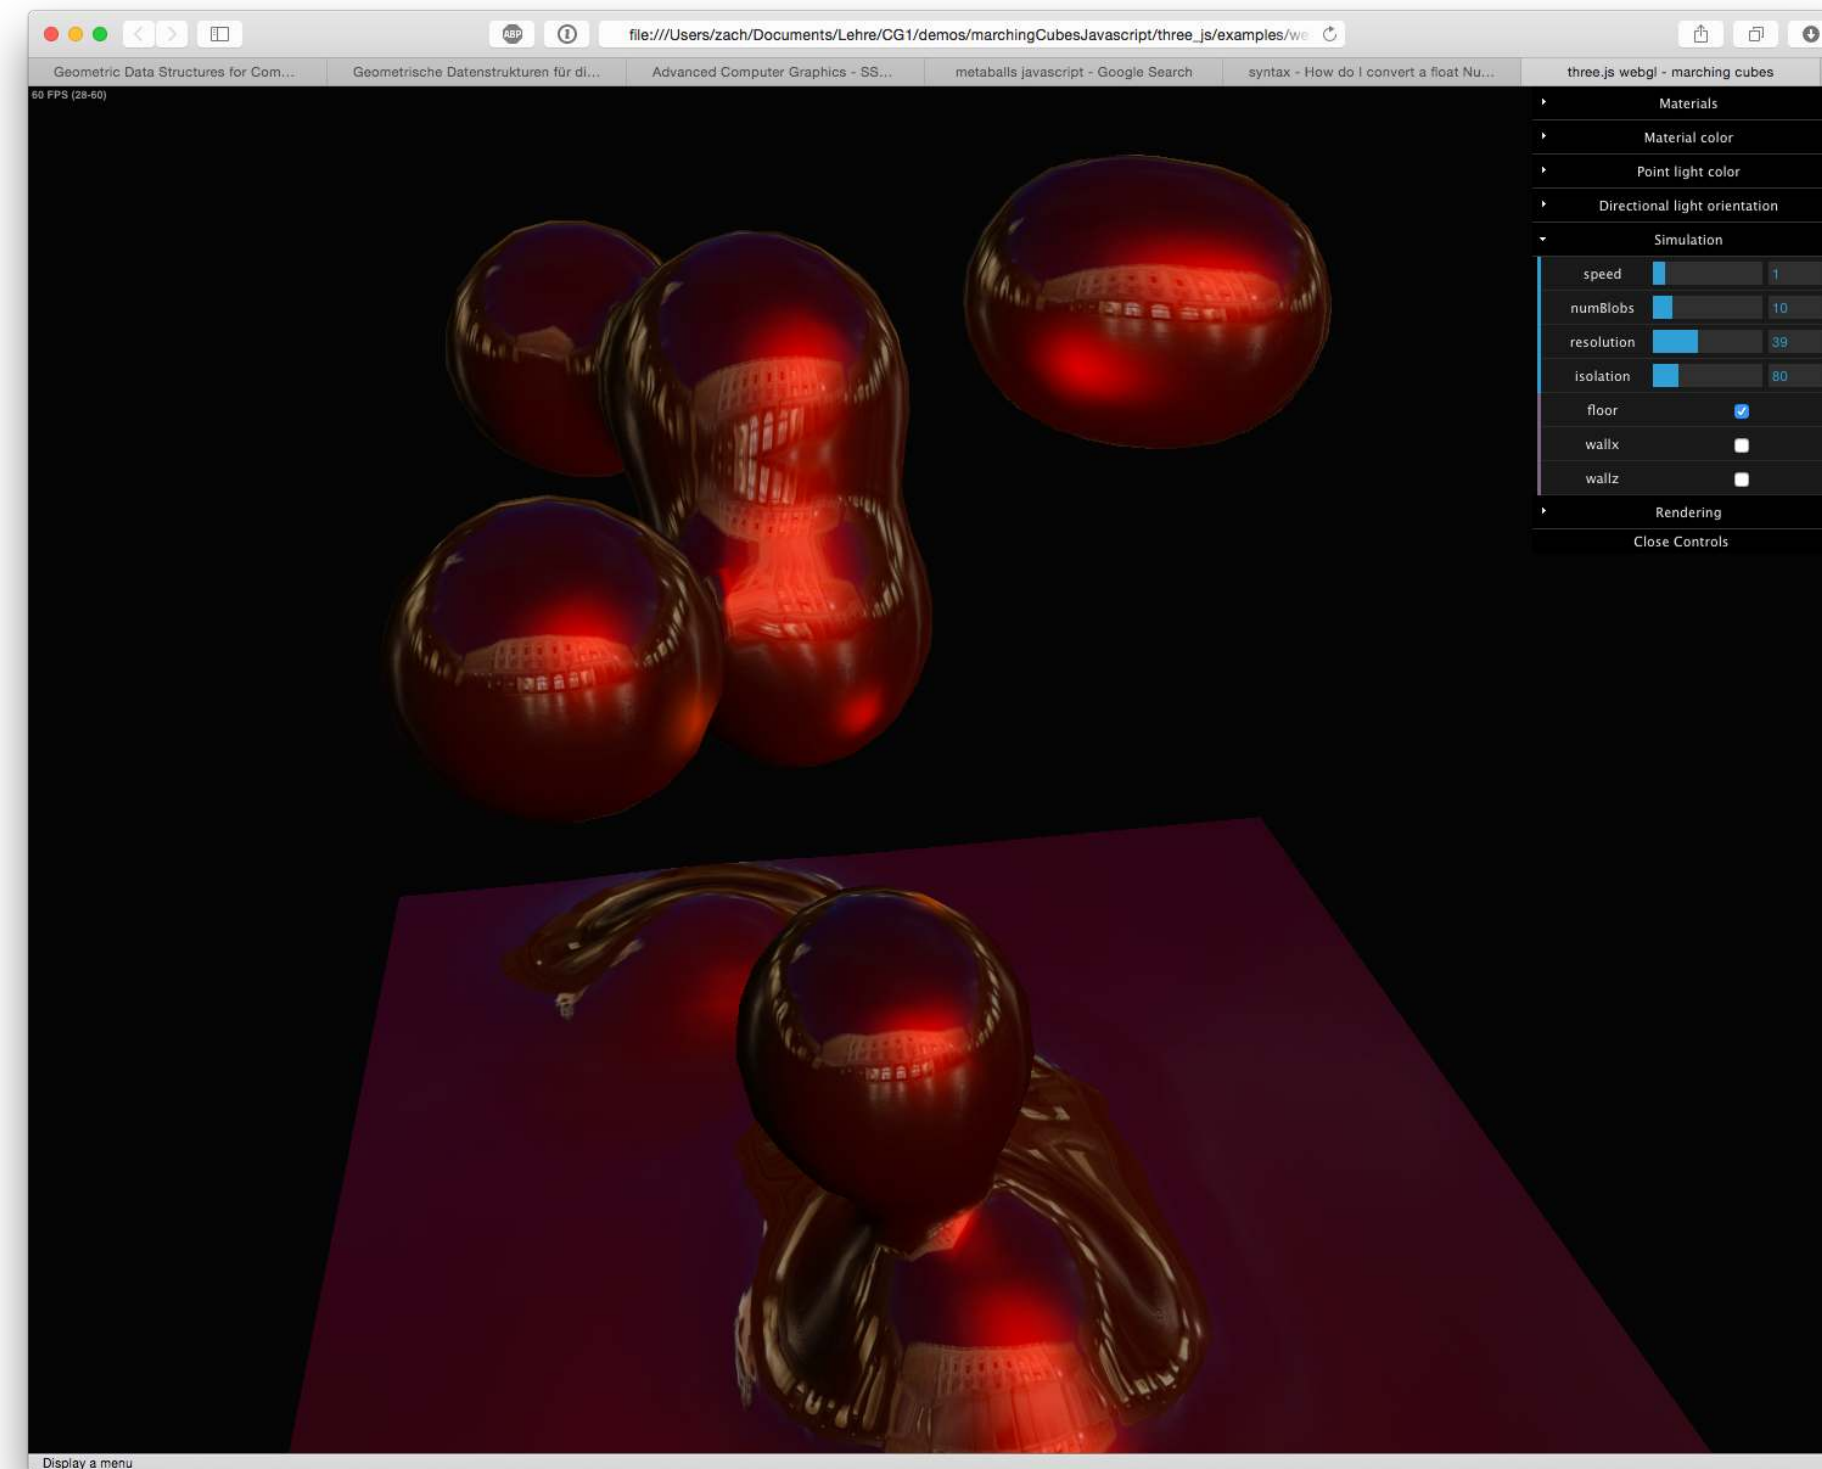 ABP
file:///Users/zach/Documents/Lehre/CG1/demos/marchingCubesJavascript/three_js/examples/we
Geometric Data Structures for Com...
Geometrische Datenstrukturen für di...
Advanced Computer Graphics - SS...
metaballs javascript - Google Search
syntax - How do I convert a float Nu...
three.js webgl - marching cubes
60 FPS (28-60)
Materials
Material color
Point light color
Directional light orientation
Simulation
speed 1
numBlobs 10
resolution 39
isolation 80
floor
wallx
wallz
Rendering
Close Controls
Display a menu